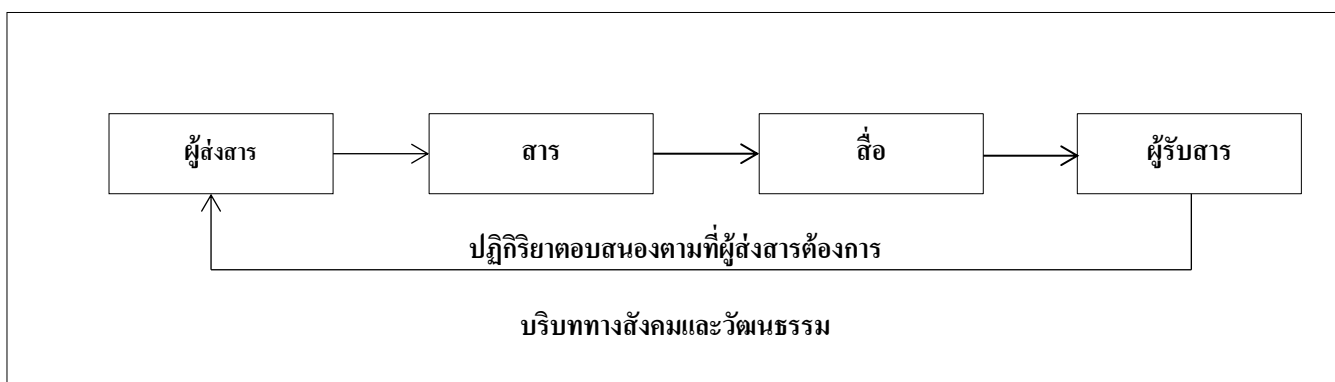 ผู้ส่งสาร
สาร
สื่อ
ผู้รับสาร
ปฏิกิริยาตอบสนองตามที่ผู้ส่งสารต้องการ
บริบททางสังคมและวัฒนธรรม